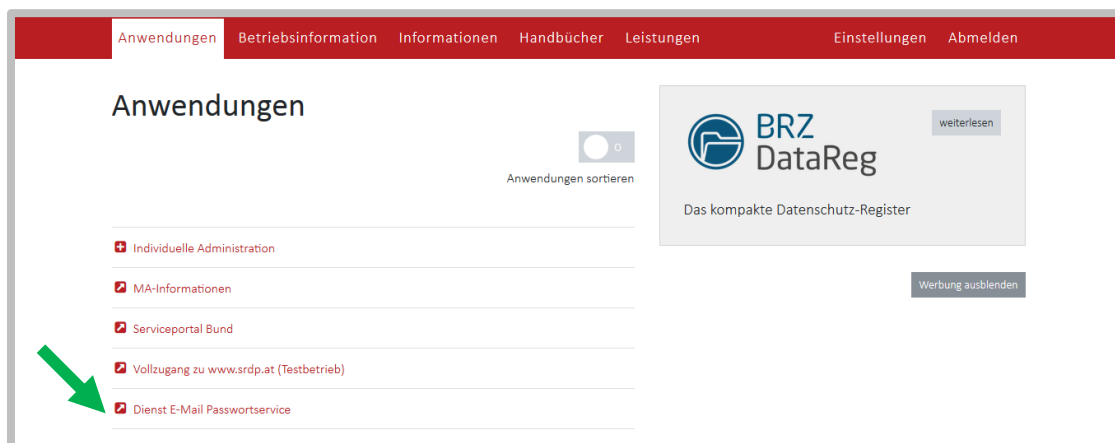 Anwendungen Betriebsinformation Informationen Handbücher Leistungen Einstellungen Abmelden
Anwendungen
0
Anwendungen sortieren
BRZ
DataReg
weiterlesen
Das kompakte Datenschutz-Register
Werbung ausblenden
Individuelle Administration
MA-Informationen
Serviceportal Bund
Vollzugang zu www.srdp.at (Testbetrieb)
Dienst E-Mail Passwortservice